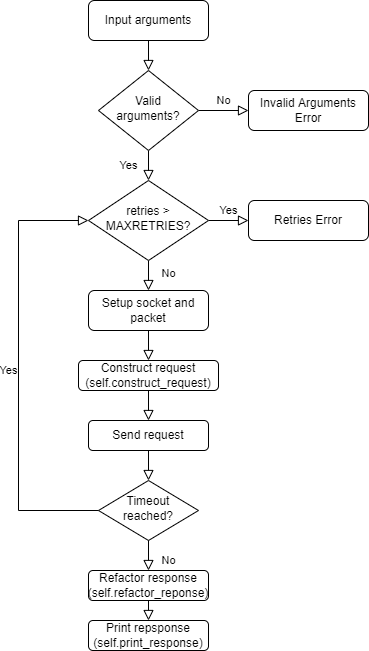 Input arguments
Valid
arguments?
No
Invalid Arguments
Error
Yes
retries >
MAXRETRIES?
Yes
Retries Error
No
Setup socket and
packet
Construct request
(self.construct_request)
Yes
Send request
Timeout
reached?
No
Refactor response
(self.refactor_reponse)
Print repsponse
(self.print_response)